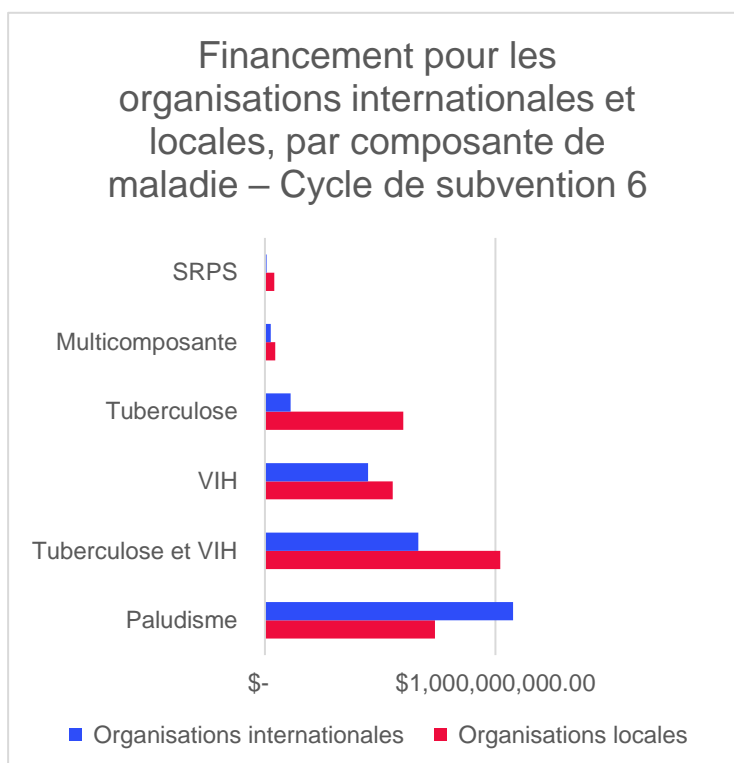 Financement pour les
organisations internationales et
locales, par composante de
maladie – Cycle de subvention 6
SRPS
Multicomposante
Tuberculose
VIH
Tuberculose et VIH
Paludisme
$- $1,000,000,000.00
Organisations internationales Organisations locales